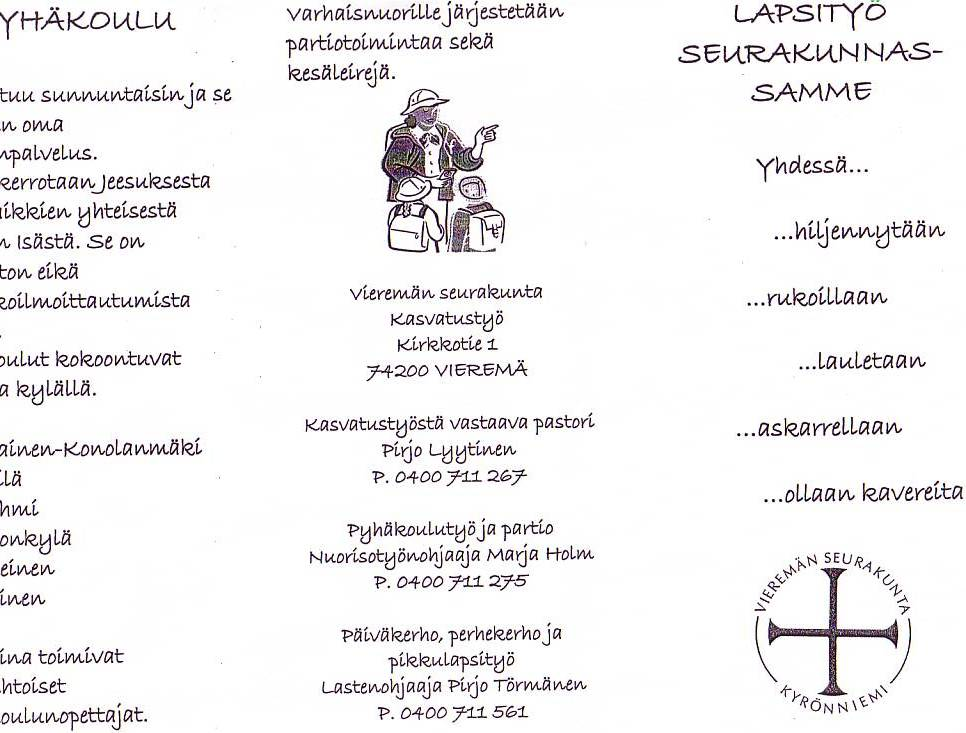 YHÄKOULU
tuu sunnuntaisin ja se
n oma
npalvelus.
kerrotaan Jeesuksesta
aikkien yhteisestä
n Isästä. Se on
ton eikä
koilmoittautumista
.
oulut kokoontuvat
a kylällä.
ainen-Konolanmäki
ilä
hmi
onkylä
einen
inen
ina toimivat
htoiset
oulunopettajat.
Varhaisnuorille järjestetään
partiotoimintaa sekä
kesäleirejä.
Vieremän seurakunta
Kasvatustyö
Kirkkotie 1
74200 VIEREMÄ
Kasvatustyöstä vastaava pastori
Pirjo Lyytinen
P. 0400 711 267
Pyhäkoulutyö ja partio
Nuorisotyönohjaaja Marja Holm
P. 0400 711 275
Päiväkerho, perhekerho ja
pikkulapsityö
Lastenohjaaja Pirjo Törmänen
P. 0400 711 561
LAPSITYÖ
SEURAKUNNAS-
SAMME
Yhdessä...
...hiljennytään
...rukoillaan
...lauletaan
...askarrellaan
...ollaan kavereita
VIEREMÄN SEURAKUNTA
KYRÖNNIEMI